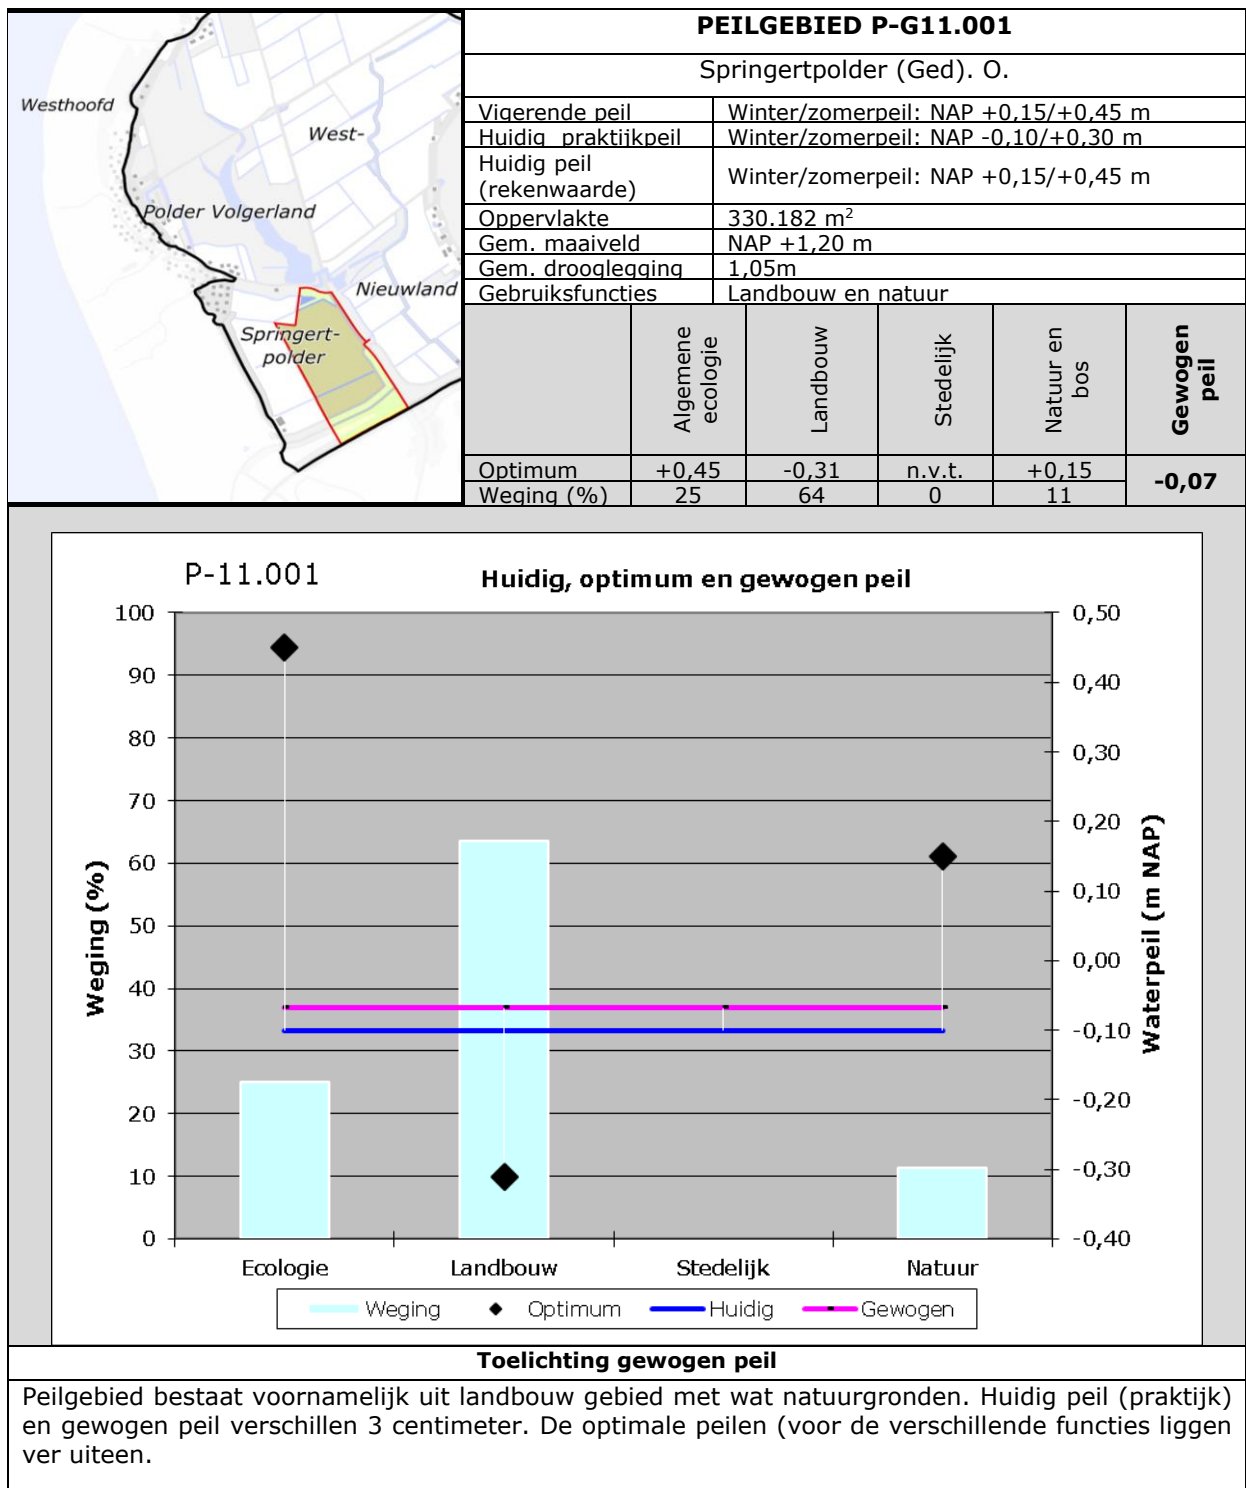 Westhoofd
West-
Polder Volgerland
Nieuwland
Springert-
polder
PEILGEBIED P-G11.001
Springertpolder (Ged). O.
Vigerende peil Winter/zomerpeil: NAP +0,15/+0,45 m
Huidig praktijkpeil Winter/zomerpeil: NAP -0,10/+0,30 m
Huidig peil
(rekenwaarde) Winter/zomerpeil: NAP +0,15/+0,45 m
Oppervlakte 330.182 m²
Gem. maaiveld NAP +1,20 m
Gem. drooglegging 1,05m
Gebruiksfuncties Landbouw en natuur
Algemene
ecologie
Landbouw
Stedelijk
Natuur en
bos
Gewogen
peil
Optimum +0,45 -0,31 n.v.t. +0,15 -0,07
Weging (%) 25 64 0 11
P-11.001 Huidig, optimum en gewogen peil
100
90
80
70
60
50
40
30
20
10
0
Weging (%)
0,50
0,40
0,30
0,20
0,10
0,00
-0,10
-0,20
-0,30
-0,40
Waterpeil (m NAP)
Ecologie Landbouw Stedelijk Natuur
Weging Optimum Huidig Gewogen
Toelichting gewogen peil
Peilgebied bestaat voornamelijk uit landbouw gebied met wat natuurgronden. Huidig peil (praktijk)
en gewogen peil verschillen 3 centimeter. De optimale peilen (voor de verschillende functies liggen
ver uiteen.